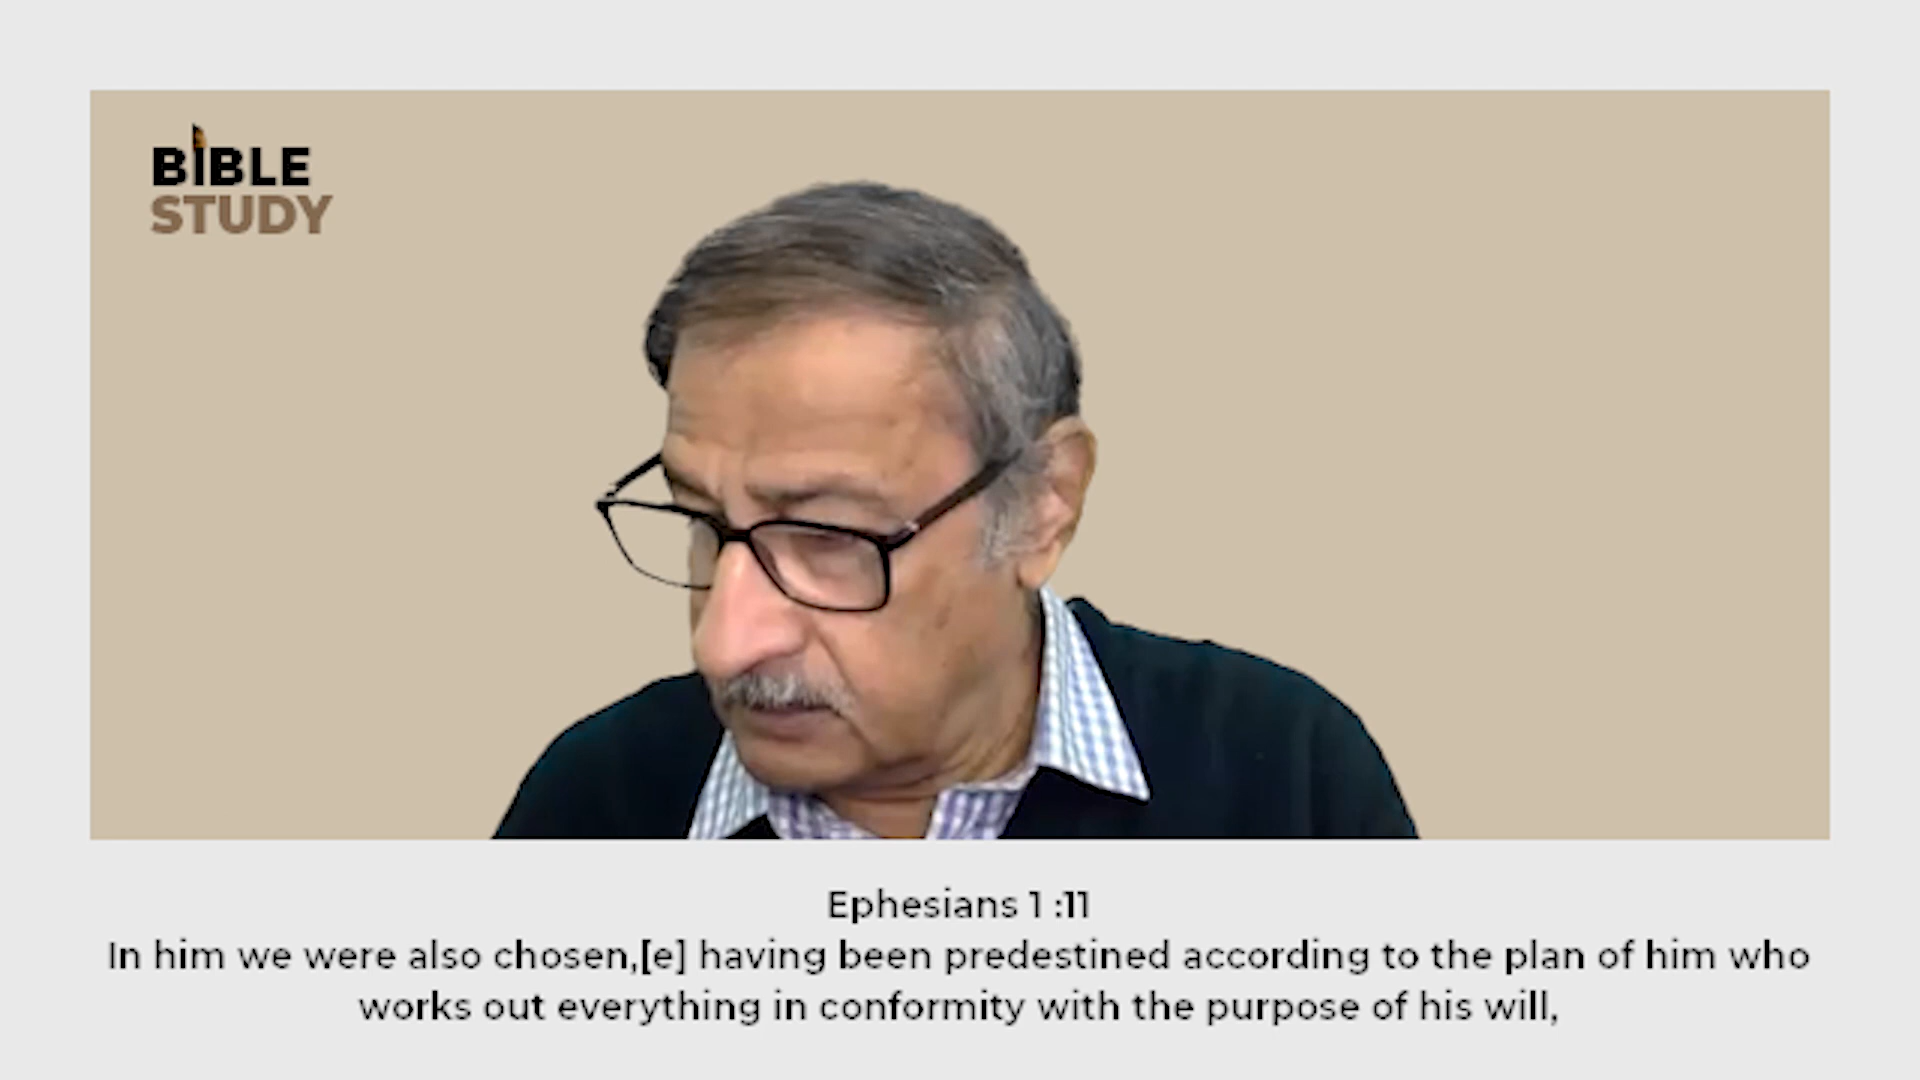 BIBLE
STUDY
Ephesians 1 :11
In him we were also chosen,[e] having been predestined according to the plan of him who
works out everything in conformity with the purpose of his will,